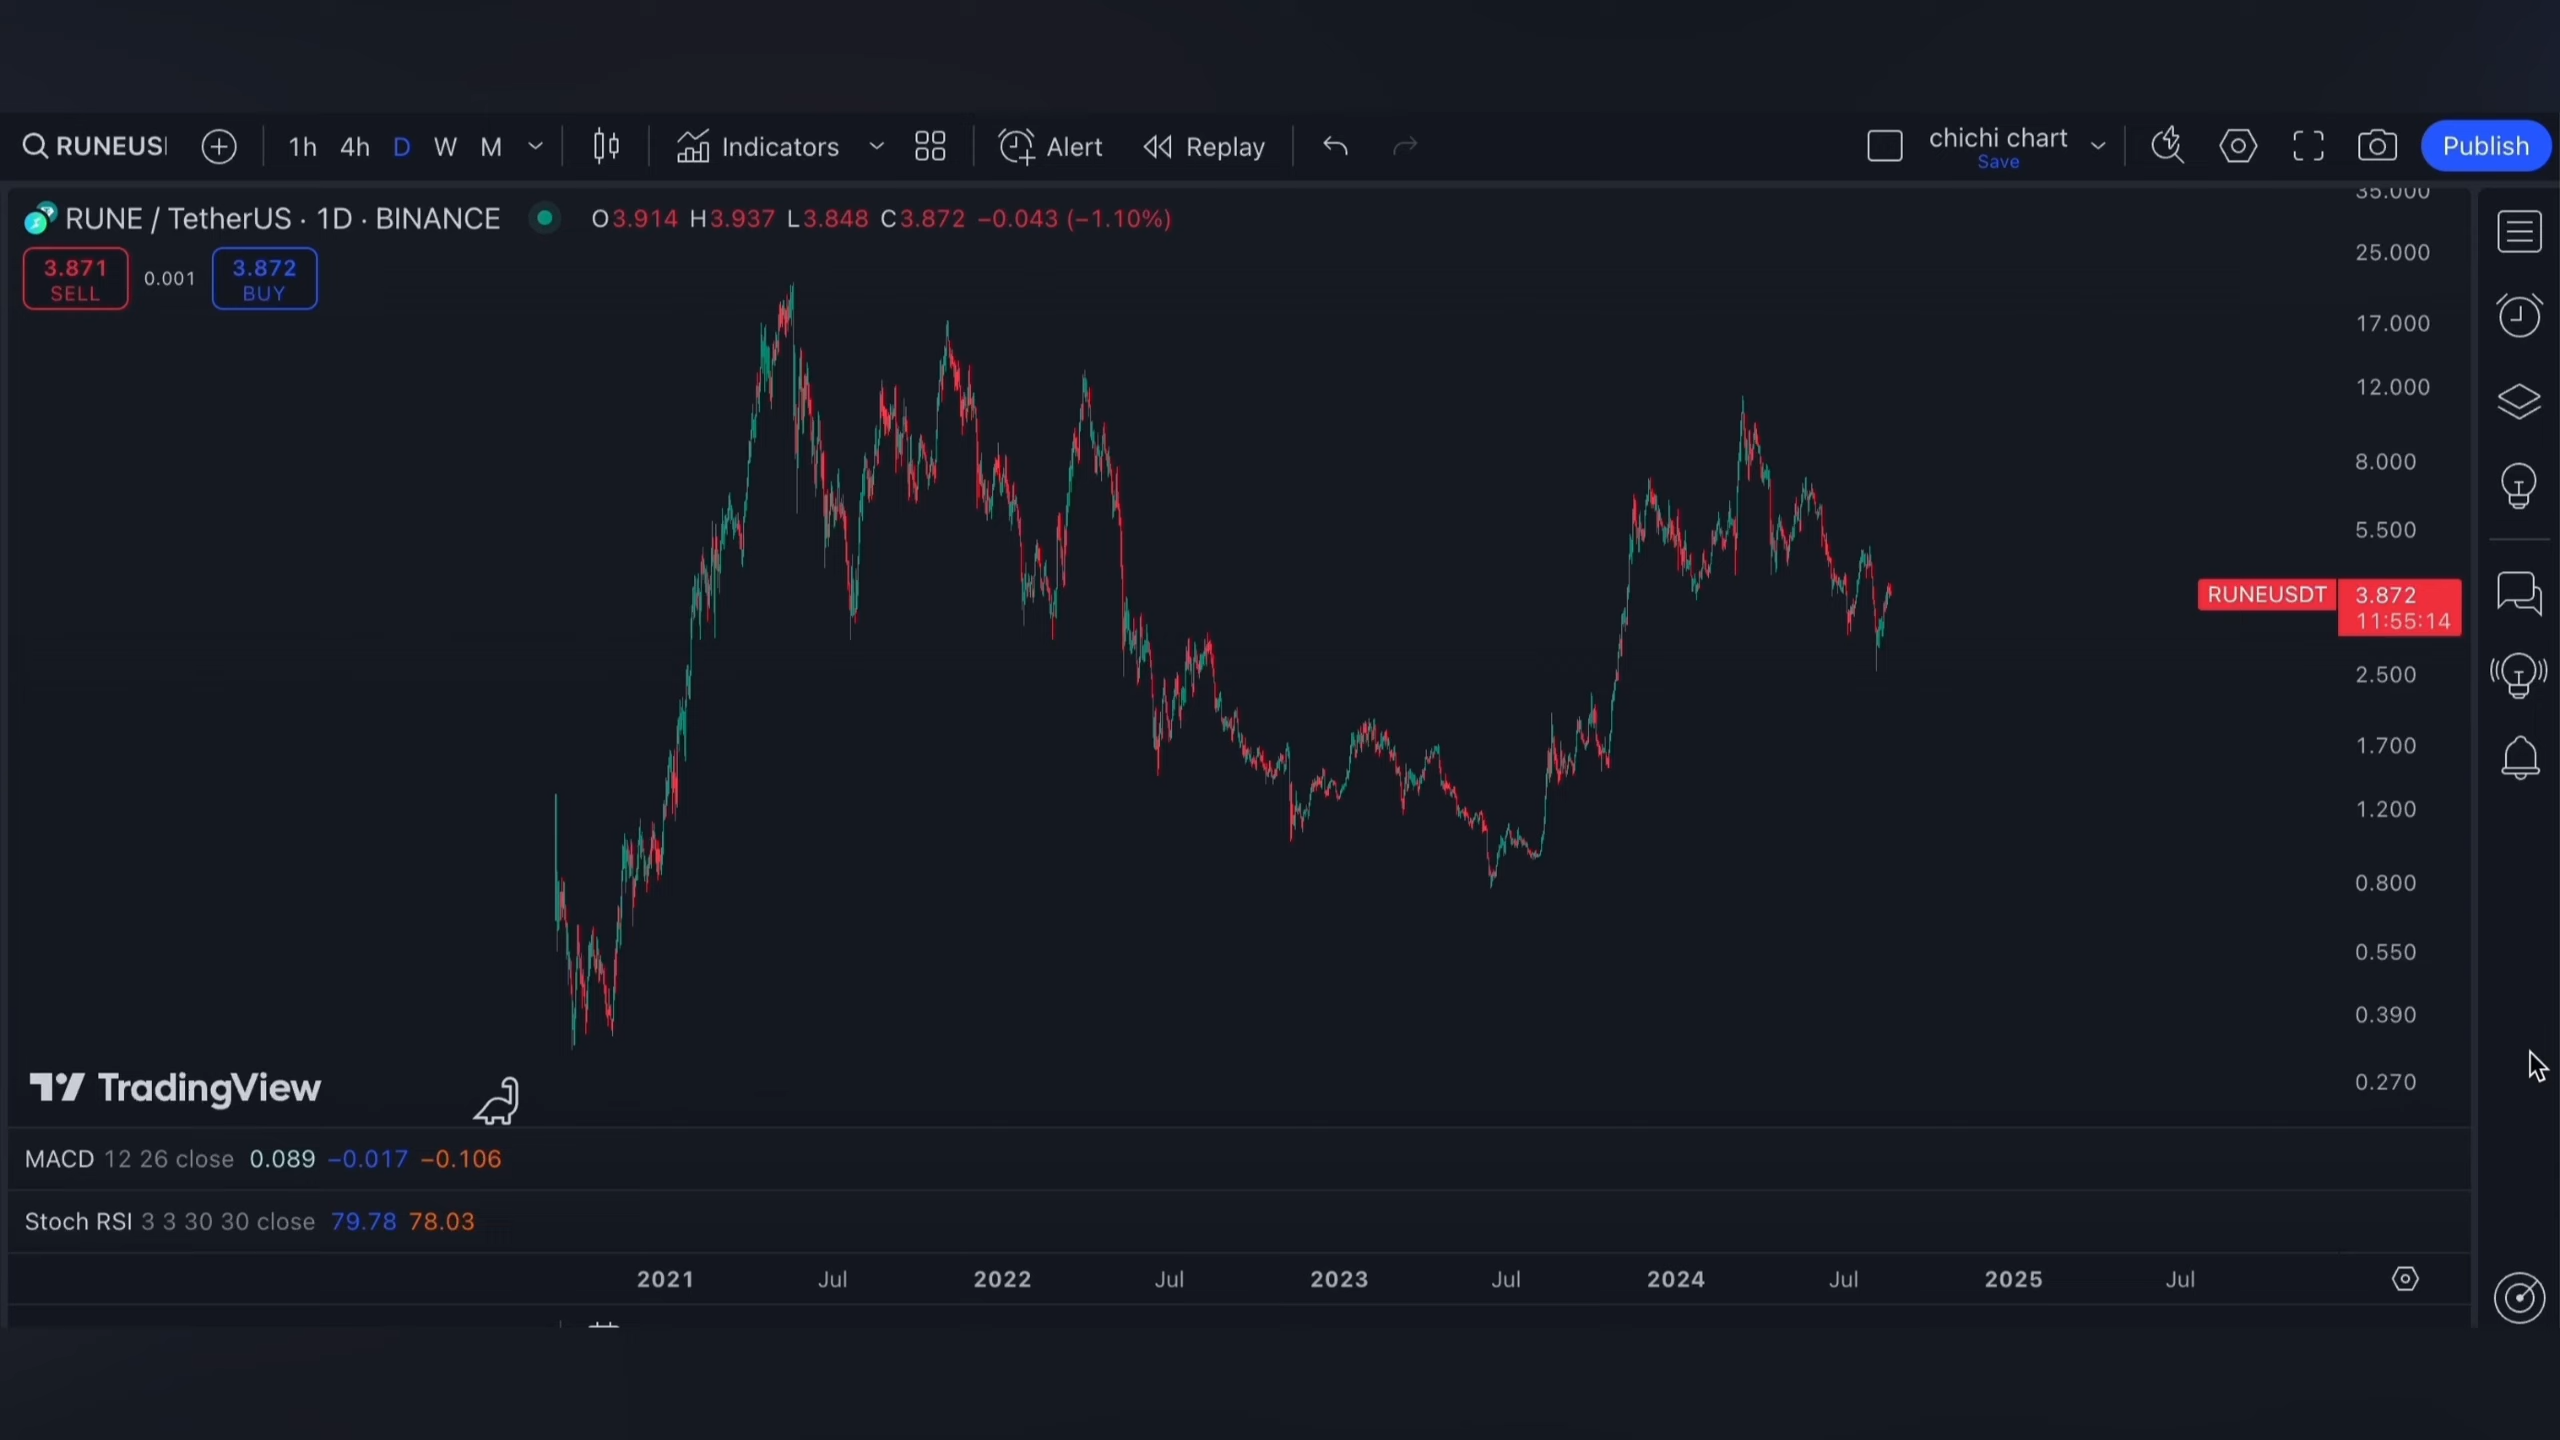 RUNEUS
1h 4h D W M Indicators Alert Replay chichi chart Save Publish
RUNE / TetherUS · 1D · BINANCE O3.914 H3.937 L3.848 C3.872 −0.043 (−1.10%)
3.871 SELL 0.001 3.872 BUY
35.000
25.000
17.000
12.000
8.000
5.500
RUNEUSDT 3.872
11:55:14
2.500
1.700
1.200
0.800
0.550
0.390
0.270
TradingView
MACD 12 26 close 0.089 −0.017 −0.106
Stoch RSI 3 3 30 30 close 79.78 78.03
2021 Jul 2022 Jul 2023 Jul 2024 Jul 2025 Jul